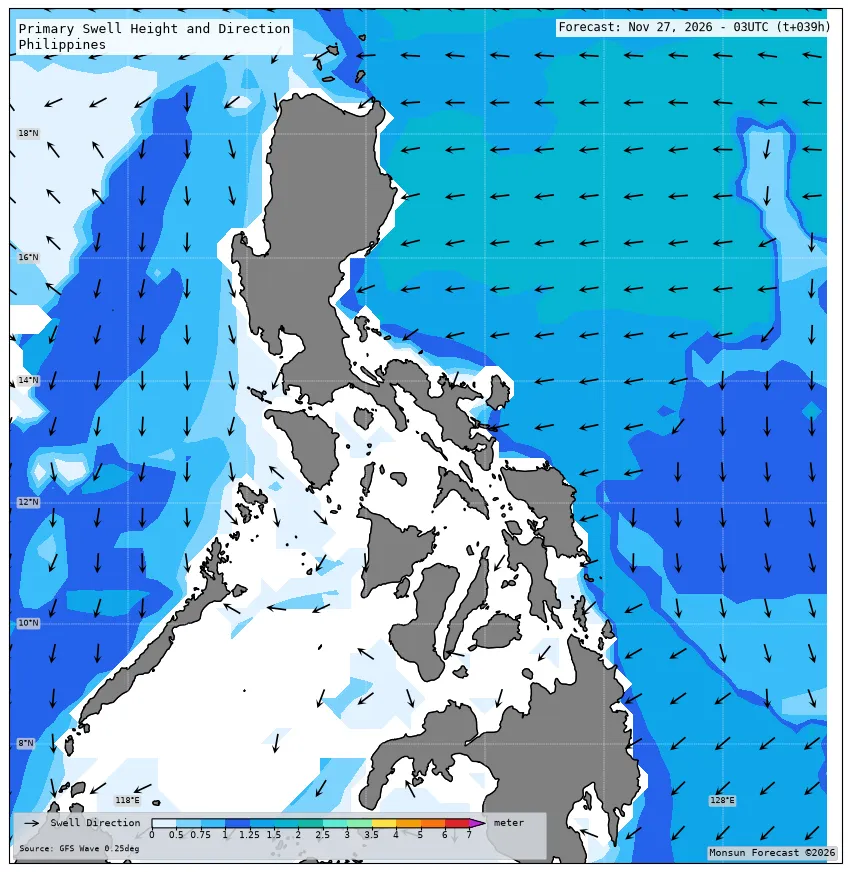 Primary Swell Height and Direction
Philippines
Forecast: Nov 27, 2026 - 03UTC (t+039h)
18°N
16°N
14°N
12°N
10°N
8°N
118°E
128°E
Swell Direction
0 0.5 0.75 1 1.25 1.5 2 2.5 3 3.5 4 5 6 7
meter
Source: GFS Wave 0.25deg
Monsun Forecast ©2026